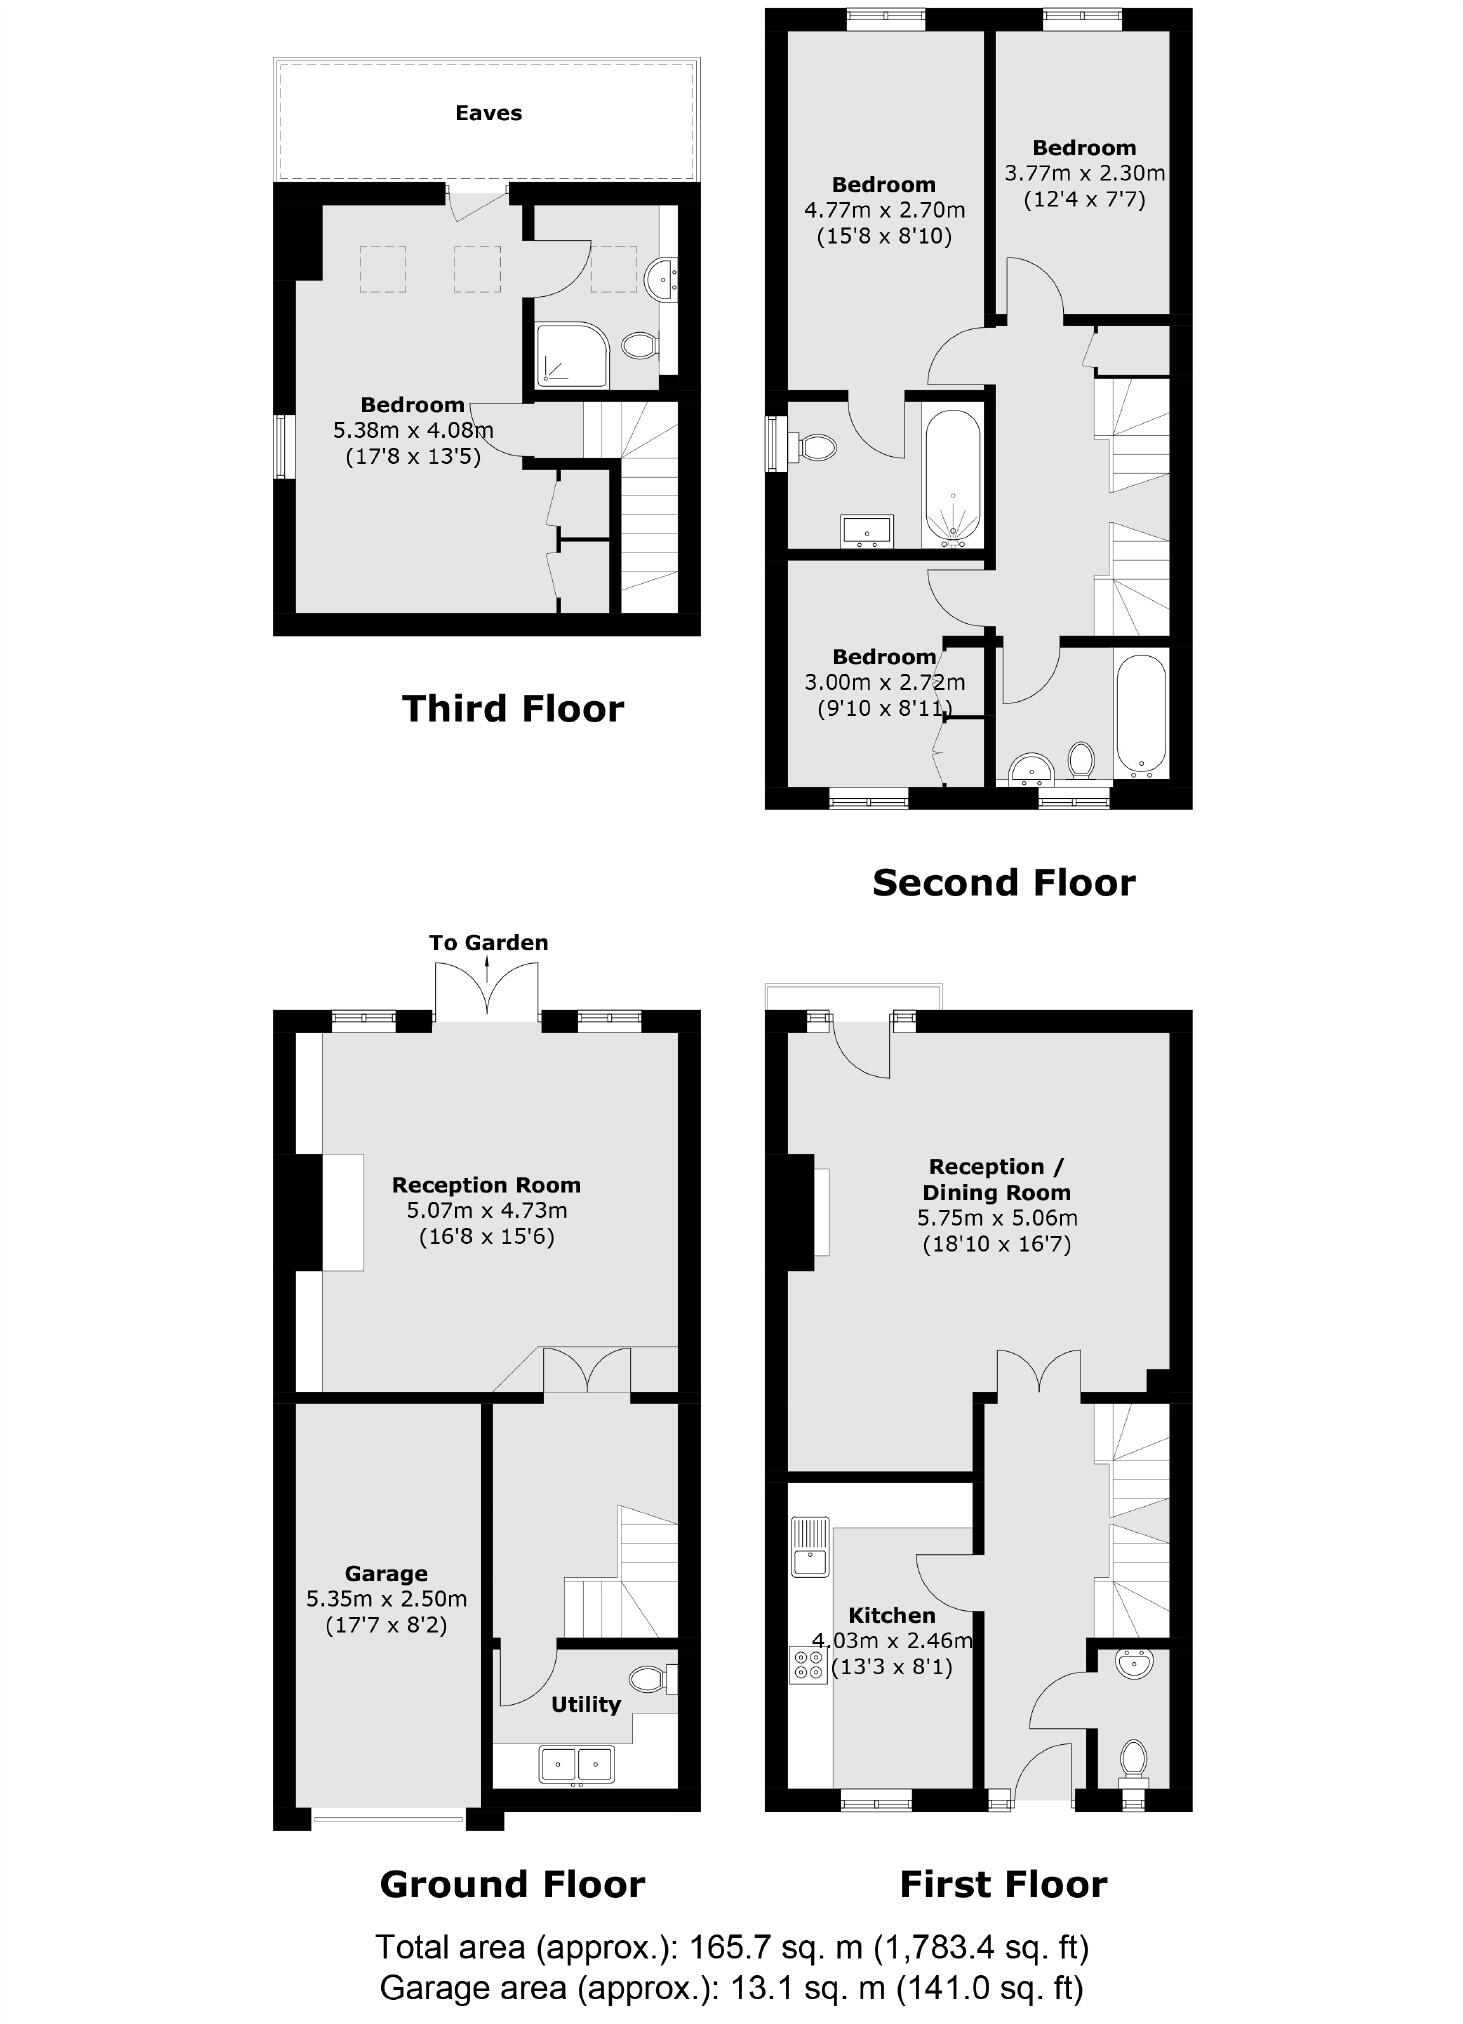 Eaves
Bedroom
5.38m x 4.08m
(17'8 x 13'5)
Third Floor
Bedroom
4.77m x 2.70m
(15'8 x 8'10)
Bedroom
3.77m x 2.30m
(12'4 x 7'7)
Bedroom
3.00m x 2.72m
(9'10 x 8'11)
Second Floor
To Garden
Reception Room
5.07m x 4.73m
(16'8 x 15'6)
Garage
5.35m x 2.50m
(17'7 x 8'2)
Utility
Ground Floor
Reception /
Dining Room
5.75m x 5.06m
(18'10 x 16'7)
Kitchen
4.03m x 2.46m
(13'3 x 8'1)
First Floor
Total area (approx.): 165.7 sq. m (1,783.4 sq. ft)
Garage area (approx.): 13.1 sq. m (141.0 sq. ft)